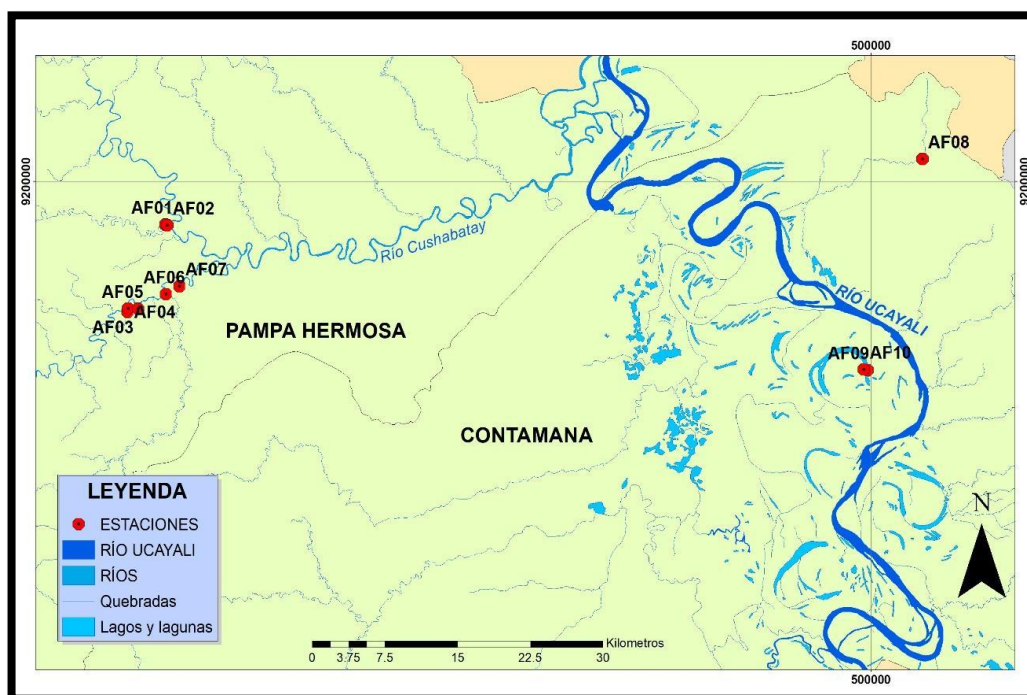 500000
AF08
9200000
9200000
AF01AF02
Río Cushabatay
AF07
AF06
AF05
AF04
AF03
RÍO UCAYALI
PAMPA HERMOSA
AF09AF10
CONTAMANA
LEYENDA
ESTACIONES
RÍO UCAYALI
RÍOS
Quebradas
Lagos y lagunas
N
Kilometros
0 3.75 7.5 15 22.5 30
500000